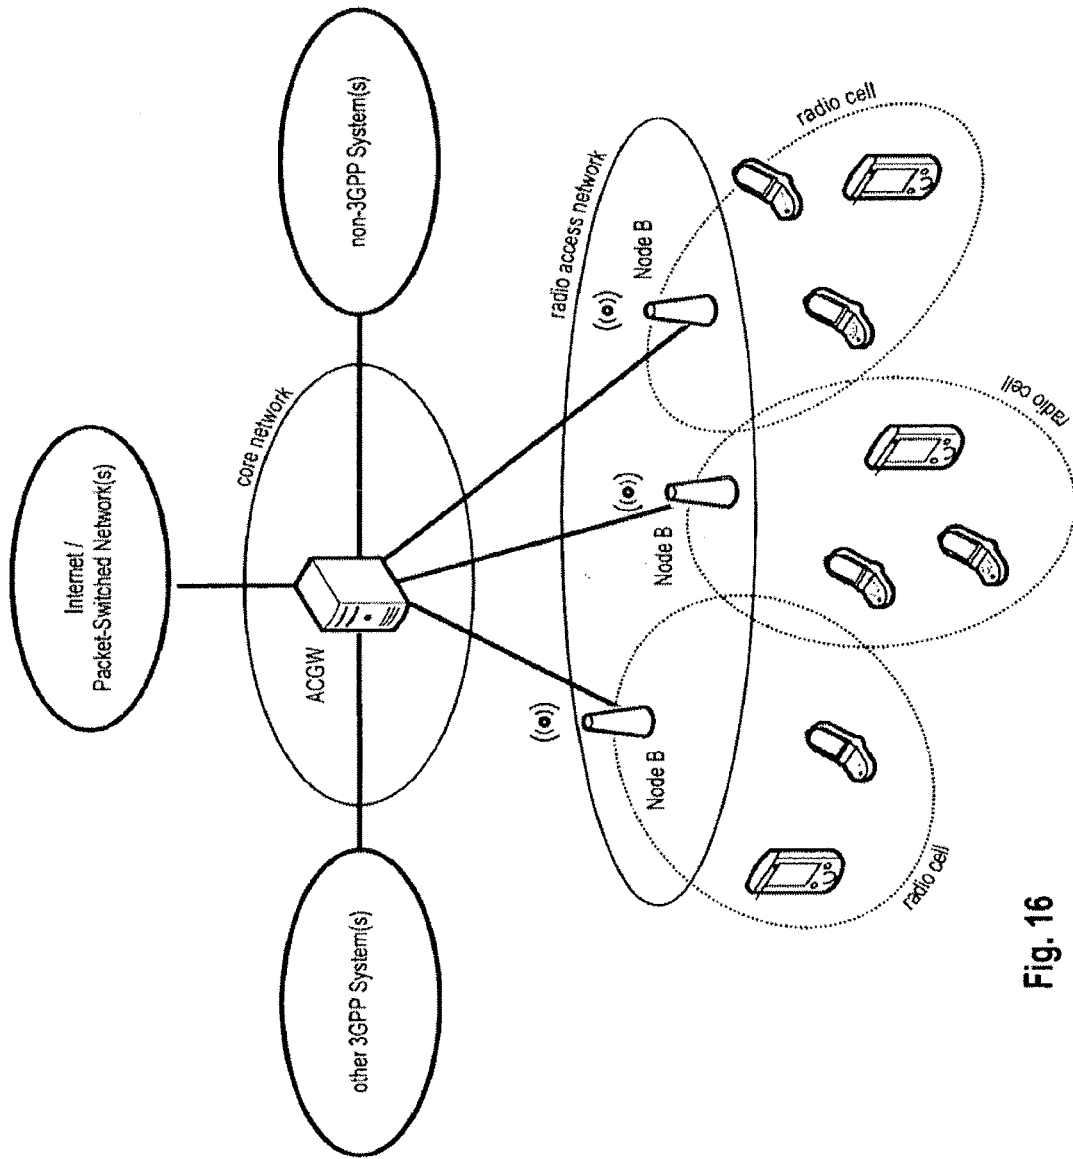 Internet /
Packet-Switched Network(s)
core network
ACGW
other 3GPP System(s)
non-3GPP System(s)
radio access network
Node B
Node B
Node B
radio cell
radio cell
radio cell
Fig. 16